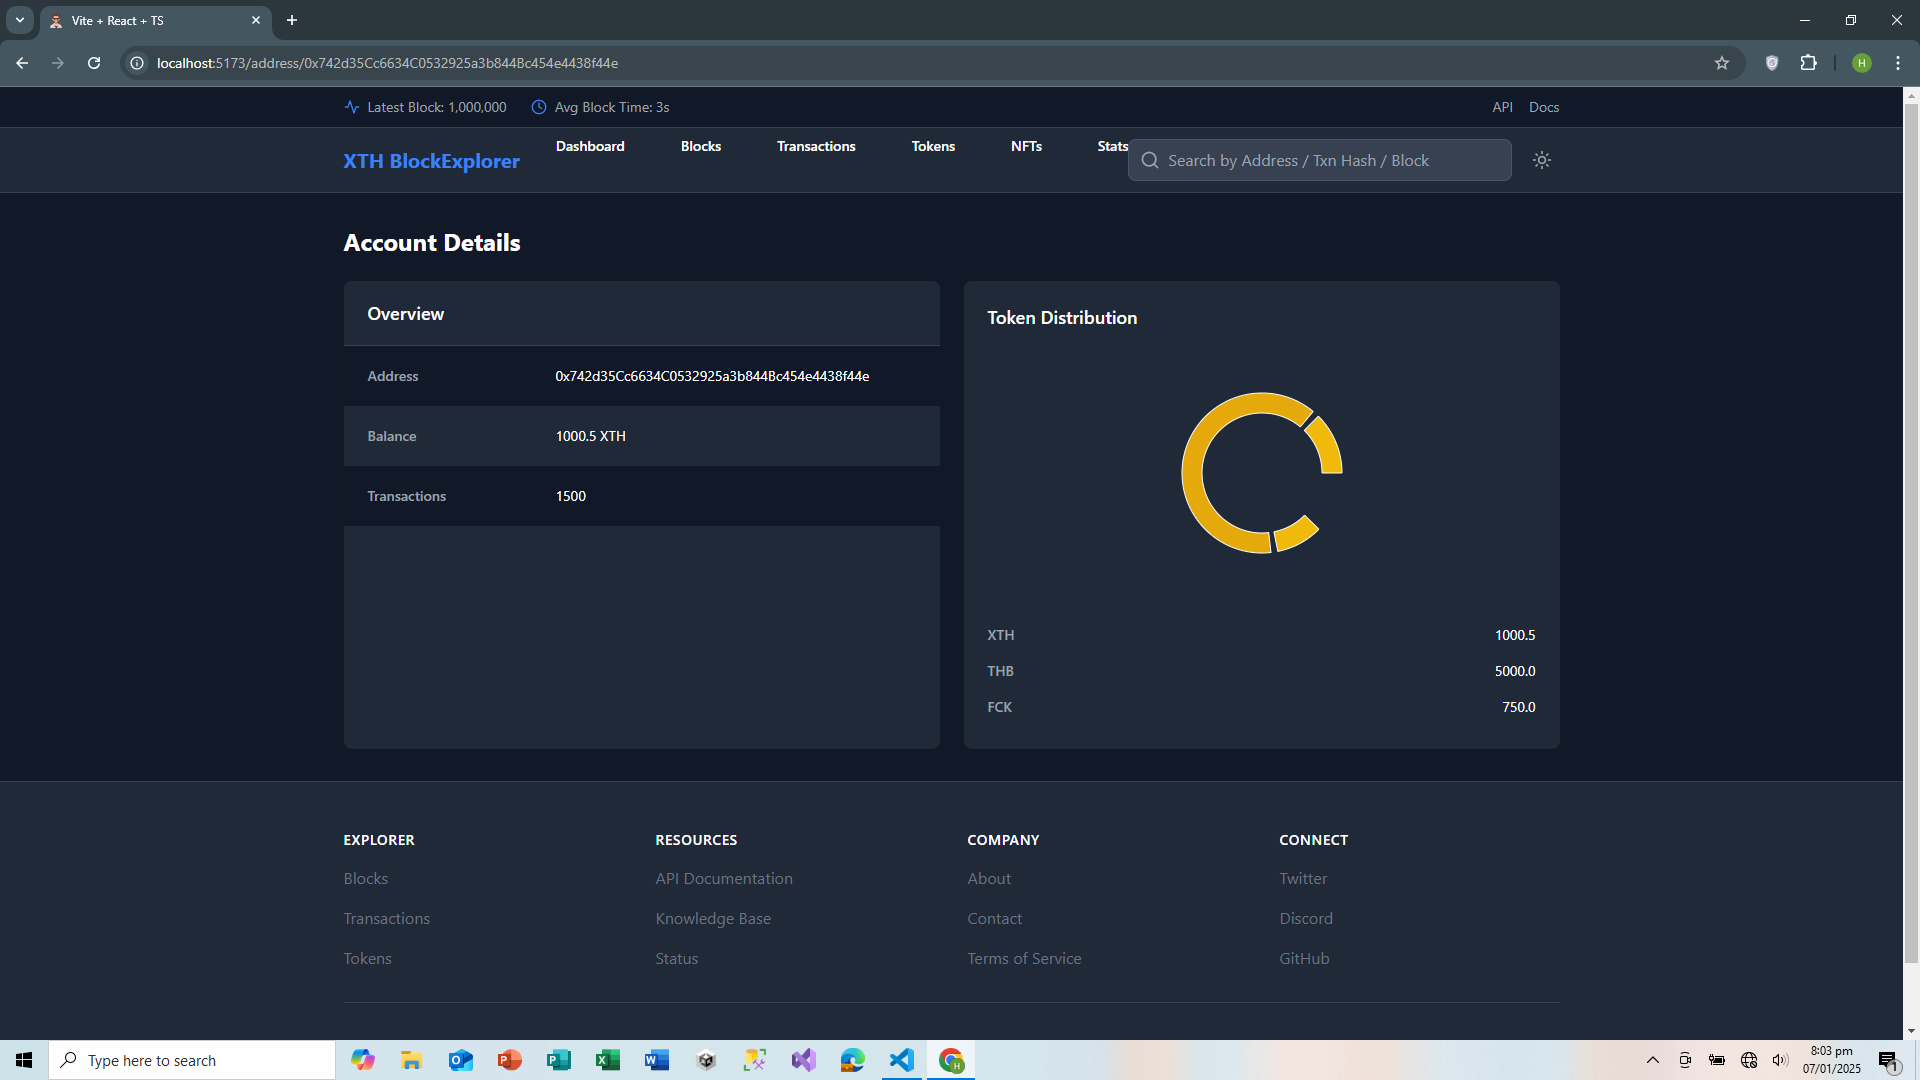 Vite + React + TS
localhost:5173/address/0x742d35Cc6634C0532925a3b844Bc454e4438f44e
H
Latest Block: 1,000,000
Avg Block Time: 3s
API
Docs
XTH BlockExplorer
Dashboard
Blocks
Transactions
Tokens
NFTs
Stats
Search by Address / Txn Hash / Block
Account Details
Overview
Address
0x742d35Cc6634C0532925a3b844Bc454e4438f44e
Balance
1000.5 XTH
Transactions
1500
Token Distribution
XTH
1000.5
THB
5000.0
FCK
750.0
EXPLORER
Blocks
Transactions
Tokens
RESOURCES
API Documentation
Knowledge Base
Status
COMPANY
About
Contact
Terms of Service
CONNECT
Twitter
Discord
GitHub
Type here to search
8:03 pm
07/01/2025
1